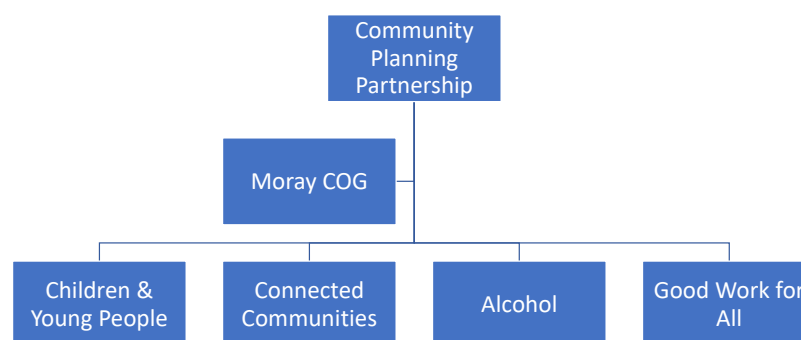 Community
Planning
Partnership
Moray COG
Children &
Young People
Connected
Communities
Alcohol
Good Work for
All